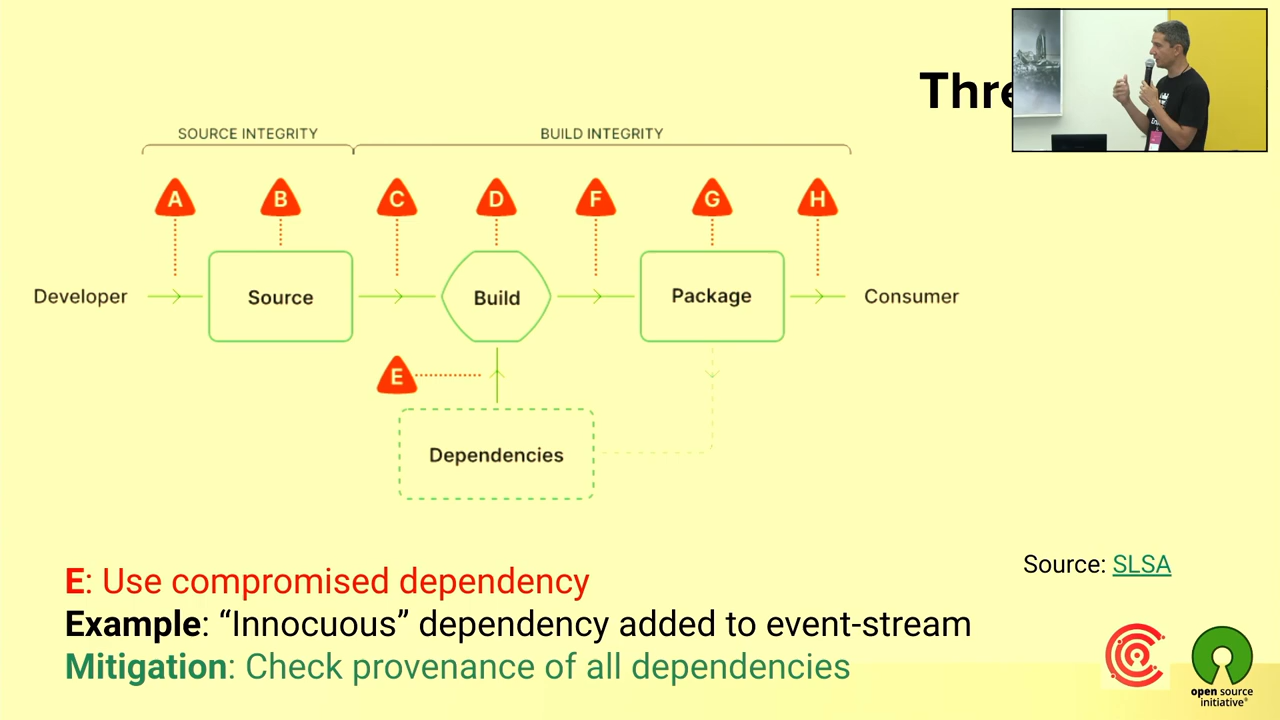 Thre
SOURCE INTEGRITY
BUILD INTEGRITY
A
B
C
D
F
G
H
Developer
Source
Build
Package
Consumer
E
Dependencies
Source: SLSA
E: Use compromised dependency
Example: “Innocuous” dependency added to event-stream
Mitigation: Check provenance of all dependencies
open source
initiative®